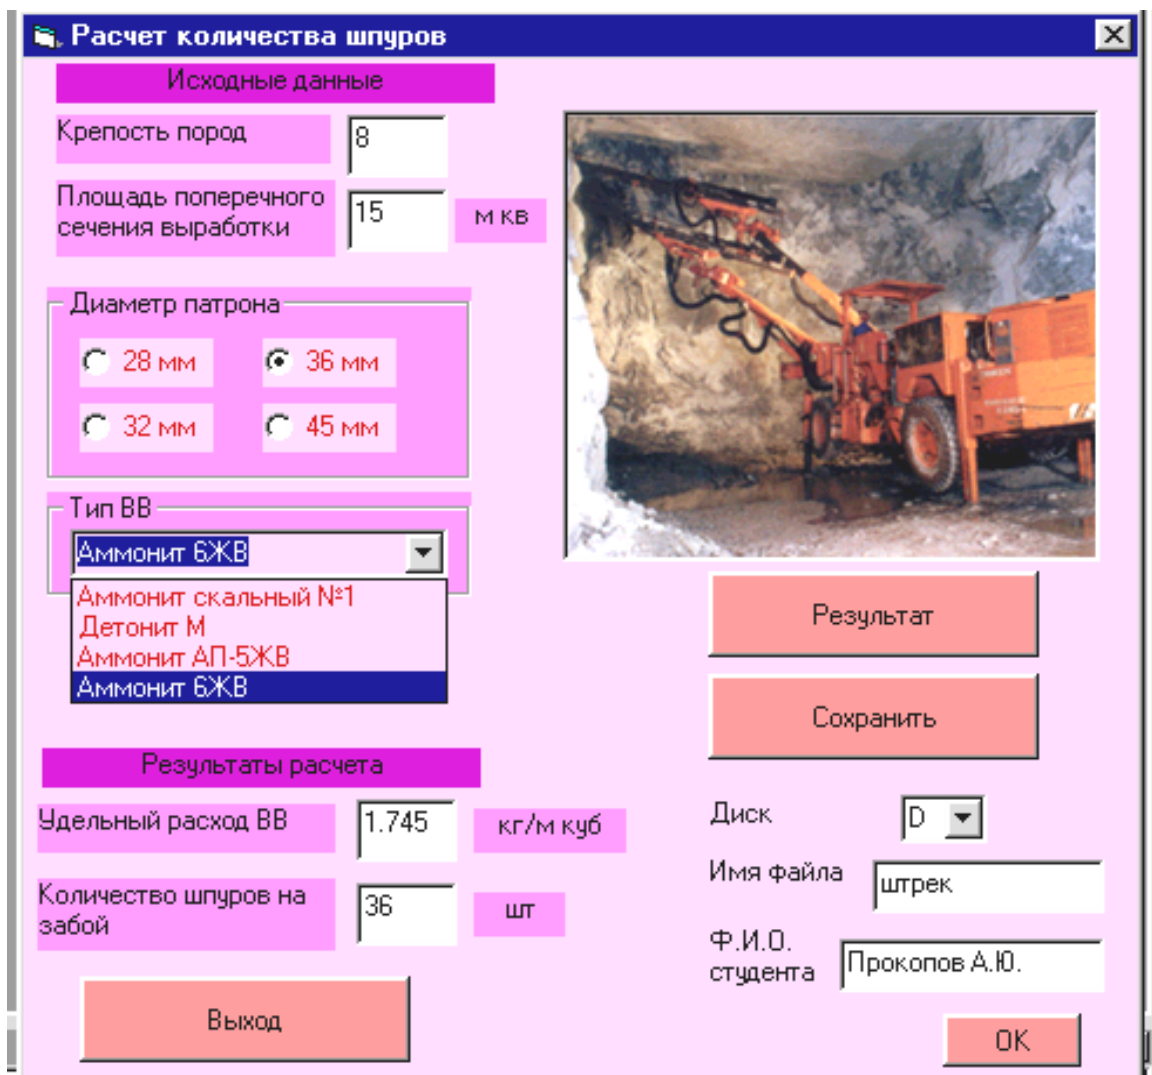 Расчет количества шпуров
Исходные данные
Крепость пород
8
Площадь поперечного
сечения выработки
15
м кв
Диаметр патрона
28 мм
36 мм
32 мм
45 мм
Тип ВВ
Аммонит 6ЖВ
Аммонит скальный №1
Детонит М
Аммонит АП-5ЖВ
Аммонит 6ЖВ
Результат
Сохранить
Результаты расчета
Удельный расход ВВ
1.745
кг/м куб
Количество шпуров на
забой
36
шт
Диск
D
Имя файла
штрек
Ф.И.О.
студента
Прокопов А.Ю.
Выход
OK